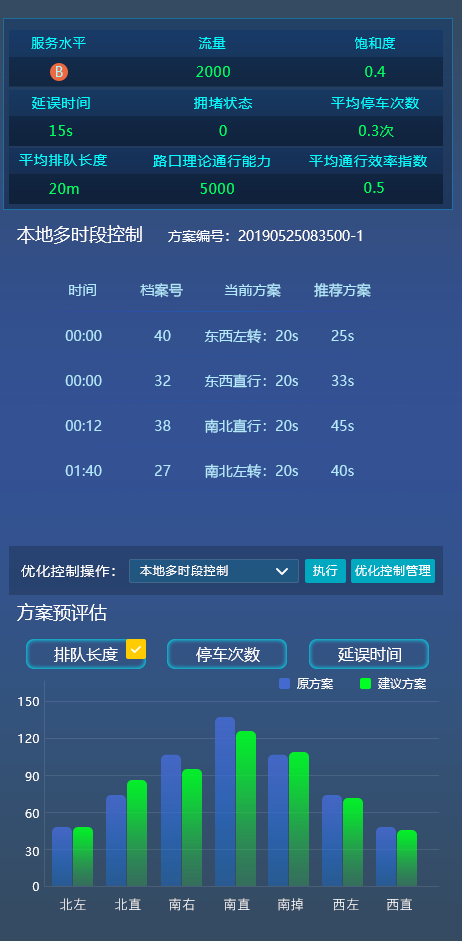 服务水平 流量 饱和度
B 2000 0.4
延误时间 拥堵状态 平均停车次数
15s 0 0.3次
平均排队长度 路口理论通行能力 平均通行效率指数
20m 5000 0.5
本地多时段控制 方案编号：20190525083500-1
时间 档案号 当前方案 推荐方案
00:00 40 东西左转：20s 25s
00:00 32 东西直行：20s 33s
00:12 38 南北直行：20s 45s
01:40 27 南北左转：20s 40s
优化控制操作： 本地多时段控制 执行 优化控制管理
方案预评估
排队长度 停车次数 延误时间
原方案 建议方案
150
120
90
60
30
0
北左 北直 南右 南直 南掉 西左 西直